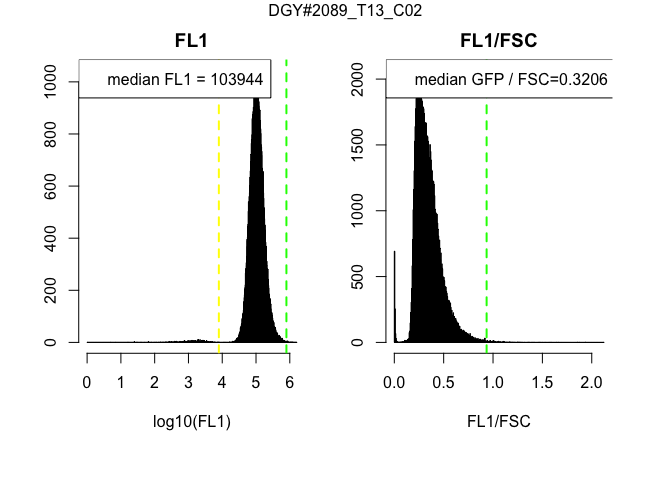 DGY#2089_T13_C02
FL1
median FL1 = 103944
0
200
400
600
800
1000
0 1 2 3 4 5 6
log10(FL1)
FL1/FSC
median GFP / FSC=0.3206
0
500
1000
1500
2000
0.0 0.5 1.0 1.5 2.0
FL1/FSC